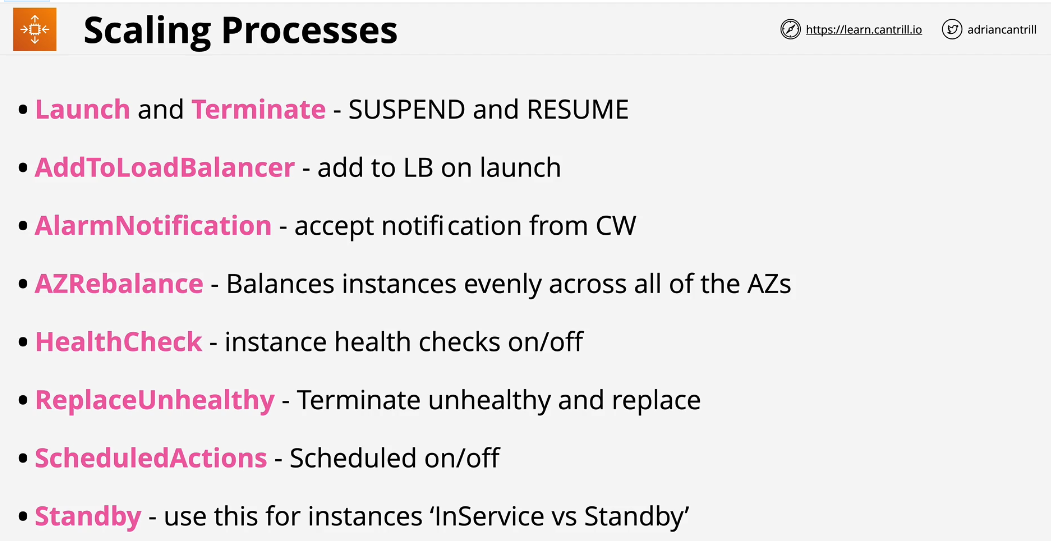 Scaling Processes
https://learn.cantrill.io
adriancantrill
• Launch and Terminate - SUSPEND and RESUME
• AddToLoadBalancer - add to LB on launch
• AlarmNotification - accept notification from CW
• AZRebalance - Balances instances evenly across all of the AZs
• HealthCheck - instance health checks on/off
• ReplaceUnhealthy - Terminate unhealthy and replace
• ScheduledActions - Scheduled on/off
• Standby - use this for instances ‘InService vs Standby’